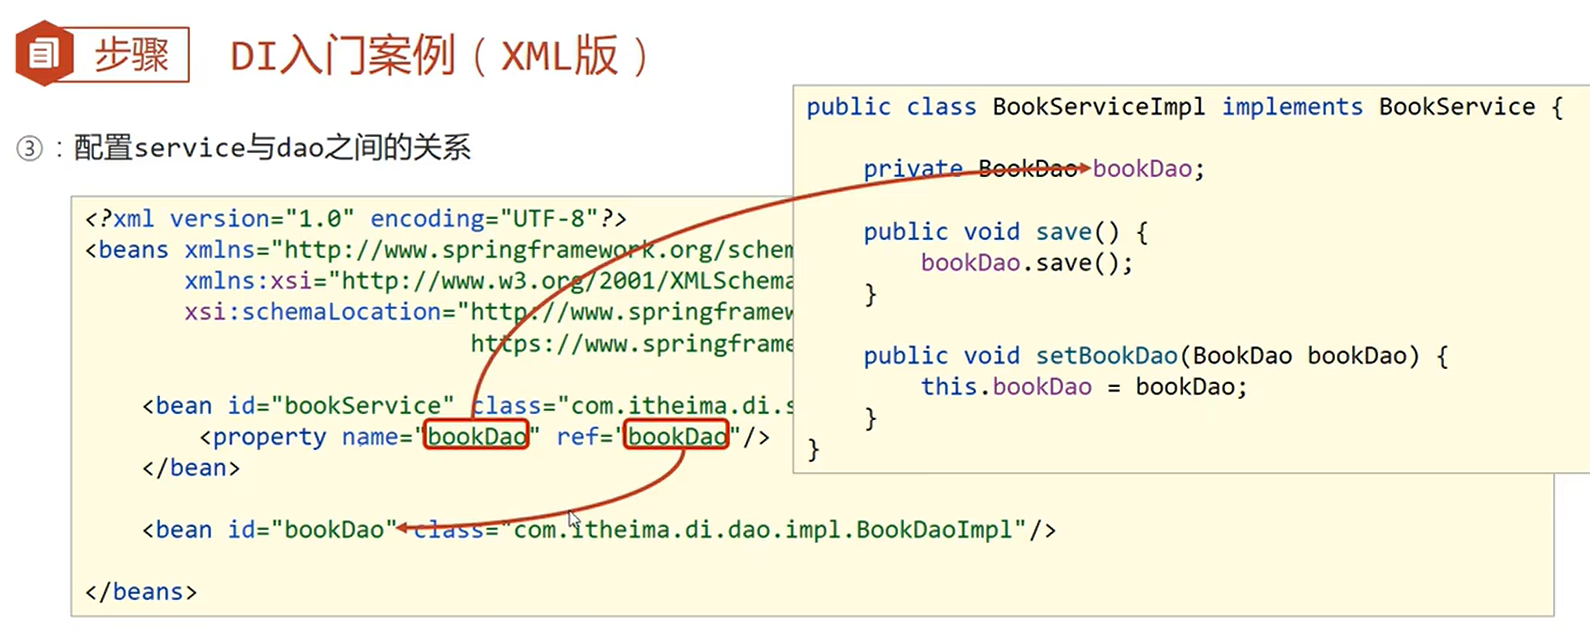 步骤
DI入门案例（XML版）
③：配置service与dao之间的关系
<?xml version="1.0" encoding="UTF-8"?>
<beans xmlns="http://www.springframework.org/schem
xmlns:xsi="http://www.w3.org/2001/XMLSchema
xsi:schemaLocation="http://www.springframew
https://www.springframe
<bean id="bookService" class="com.itheima.di.s
<property name="bookDao" ref="bookDao"/>
</bean>
<bean id="bookDao" class="com.itheima.di.dao.impl.BookDaoImpl"/>
</beans>
public class BookServiceImpl implements BookService {
private BookDao bookDao;
public void save() {
bookDao.save();
}
public void setBookDao(BookDao bookDao) {
this.bookDao = bookDao;
}
}